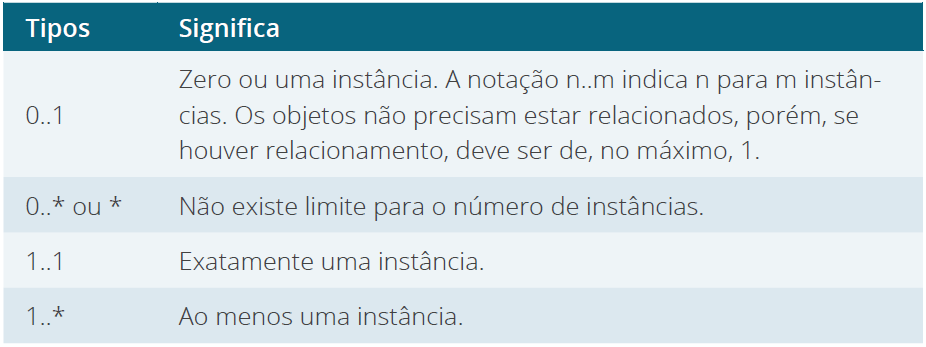 Tipos Significa
0..1 Zero ou uma instância. A notação n..m indica n para m instân-
cias. Os objetos não precisam estar relacionados, porém, se
houver relacionamento, deve ser de, no máximo, 1.
0..* ou * Não existe limite para o número de instâncias.
1..1 Exatamente uma instância.
1..* Ao menos uma instância.